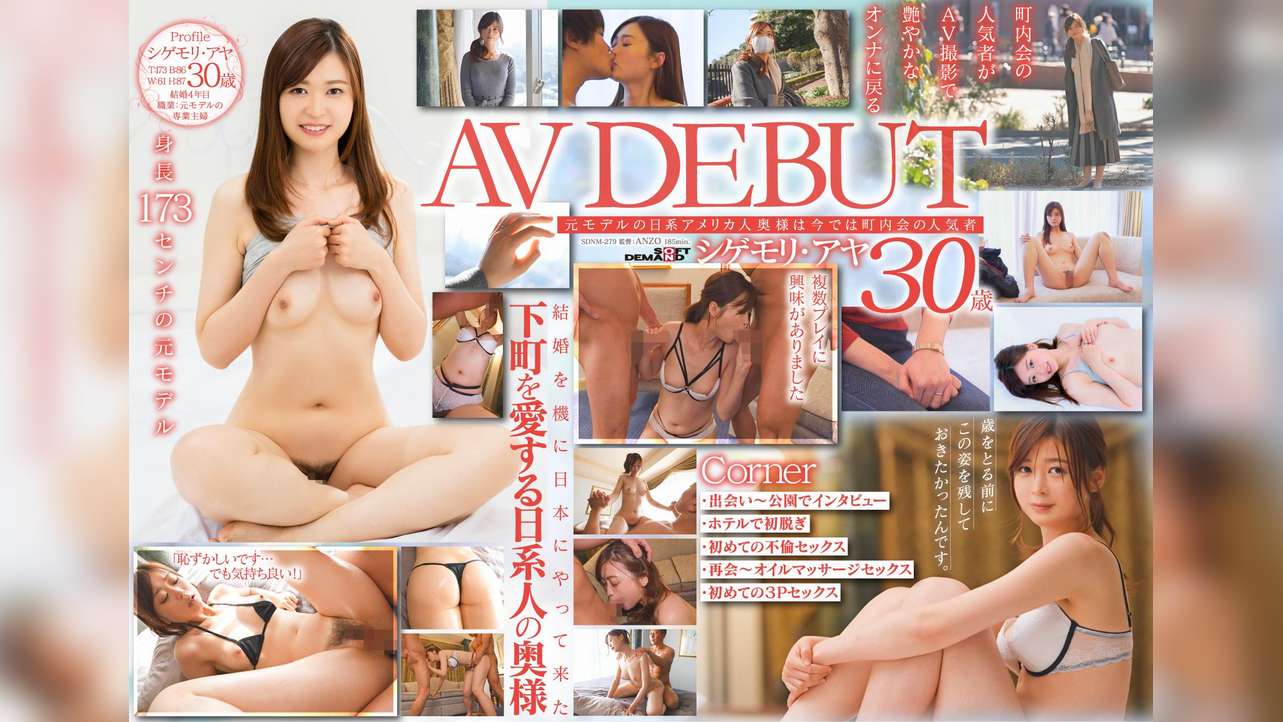 Profile
シゲモリ・アヤ
T:173 B:86
W:61 H:87
30歳
結婚4年目
職業:元モデルの
専業主婦
身長173センチの元モデル
町内会の
人気者が
AV撮影で
艶やかな
オンナに戻る
AV DEBUT
元モデルの日系アメリカ人奥様は今では町内会の人気者
SDNM-279 監督:ANZO 185min.
SOFT ON DEMAND
シゲモリ・アヤ
30歳
複数プレイに
興味がありました
結婚を機に日本にやって来た
下町を愛する日系人の奥様
歳をとる前に
この姿を残して
おきたかったんです。
Corner
・出会い~公園でインタビュー
・ホテルで初脱ぎ
・初めての不倫セックス
・再会~オイルマッサージセックス
・初めての3Pセックス
「恥ずかしいです…
でも気持ち良い!」